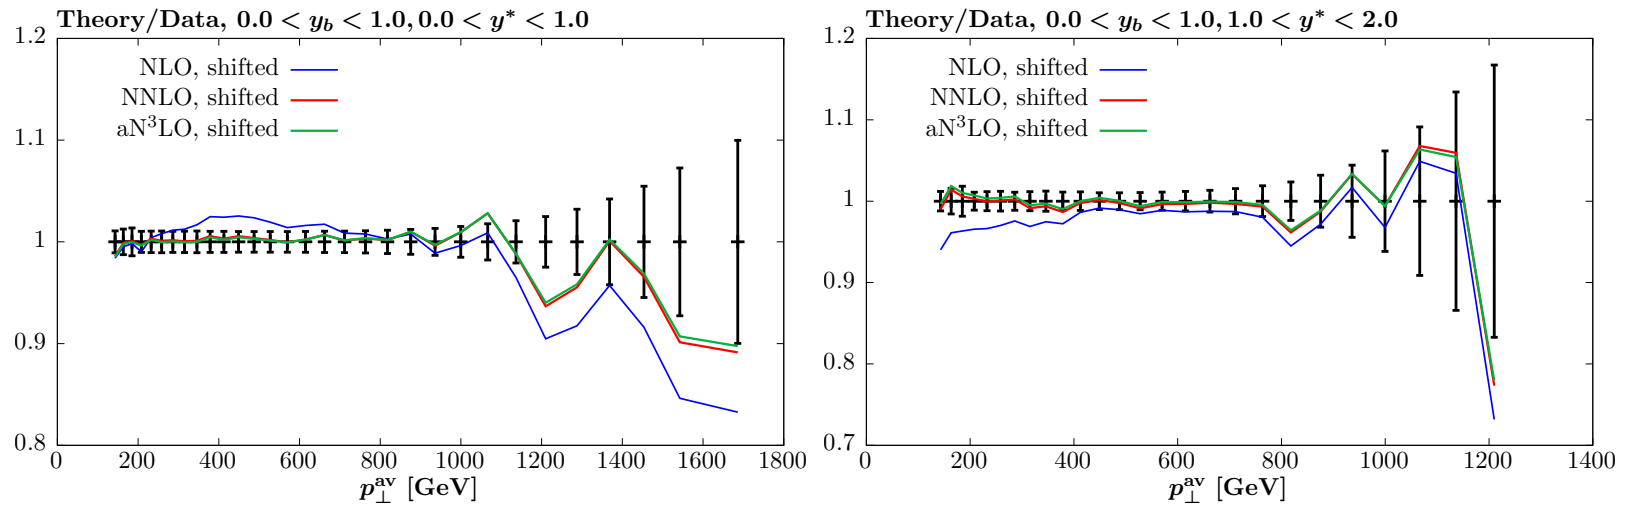 Theory/Data, 0.0 < y_b < 1.0, 0.0 < y* < 1.0
NLO, shifted
NNLO, shifted
aN³LO, shifted
1.2
1.1
1
0.9
0.8
0 200 400 600 800 1000 1200 1400 1600 1800
p⊥^av [GeV]
Theory/Data, 0.0 < y_b < 1.0, 1.0 < y* < 2.0
NLO, shifted
NNLO, shifted
aN³LO, shifted
1.2
1.1
1
0.9
0.8
0.7
0 200 400 600 800 1000 1200 1400
p⊥^av [GeV]